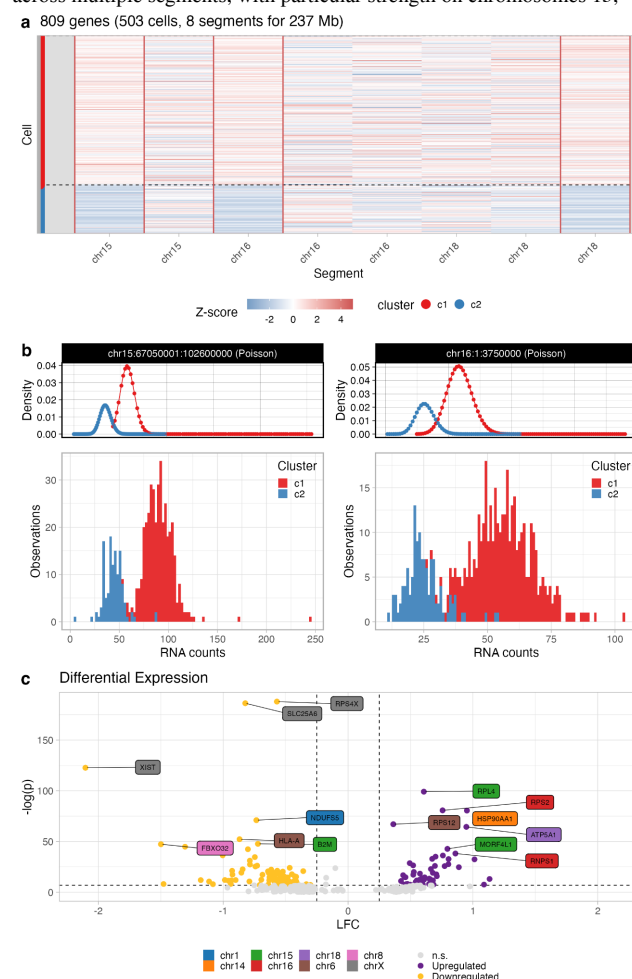 across multiple segments, with particular strength on chromosomes 15,
a 809 genes (503 cells, 8 segments for 237 Mb)
Cell
chr15 chr15 chr16 chr16 chr16 chr18 chr18 chr18
Segment
Z-score -2 0 2 4 cluster c1 c2
b
chr15:67050001:102600000 (Poisson)
Density
0.04
0.03
0.02
0.01
0.00
Cluster
c1
c2
Observations
30
20
10
0
0 50 100 150 200 250
RNA counts
chr16:1:3750000 (Poisson)
Density
0.05
0.04
0.03
0.02
0.01
0.00
Cluster
c1
c2
Observations
15
10
5
0
25 50 75 100
RNA counts
c Differential Expression
-log(p)
150
100
50
0
RPS4X
SLC25A6
XIST
RPL4
RPS2
NDUFS5
RPS12
HSP90AA1
ATP5A1
FBXO32
HLA-A
B2M
MORF4L1
RNPS1
-2 -1 0 1 2
LFC
chr1 chr15 chr18 chr8
chr14 chr16 chr6 chrX
n.s.
Upregulated
Downregulated